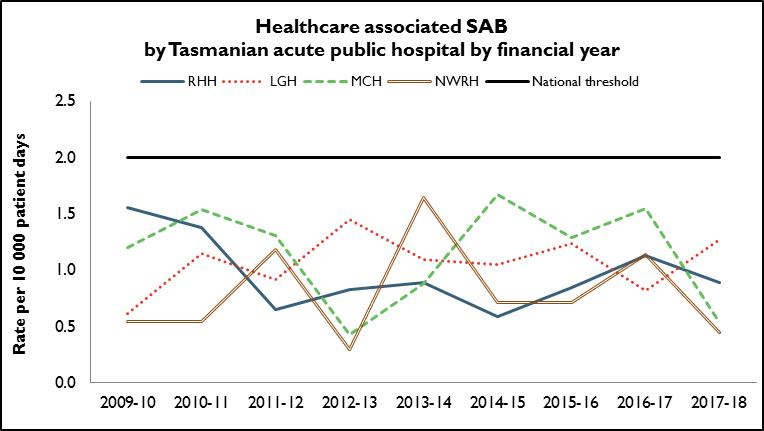 Healthcare associated SAB
by Tasmanian acute public hospital by financial year
RHH LGH MCH NWRH National threshold
2.5
2.0
1.5
1.0
0.5
0.0
Rate per 10 000 patient days
2009-10 2010-11 2011-12 2012-13 2013-14 2014-15 2015-16 2016-17 2017-18